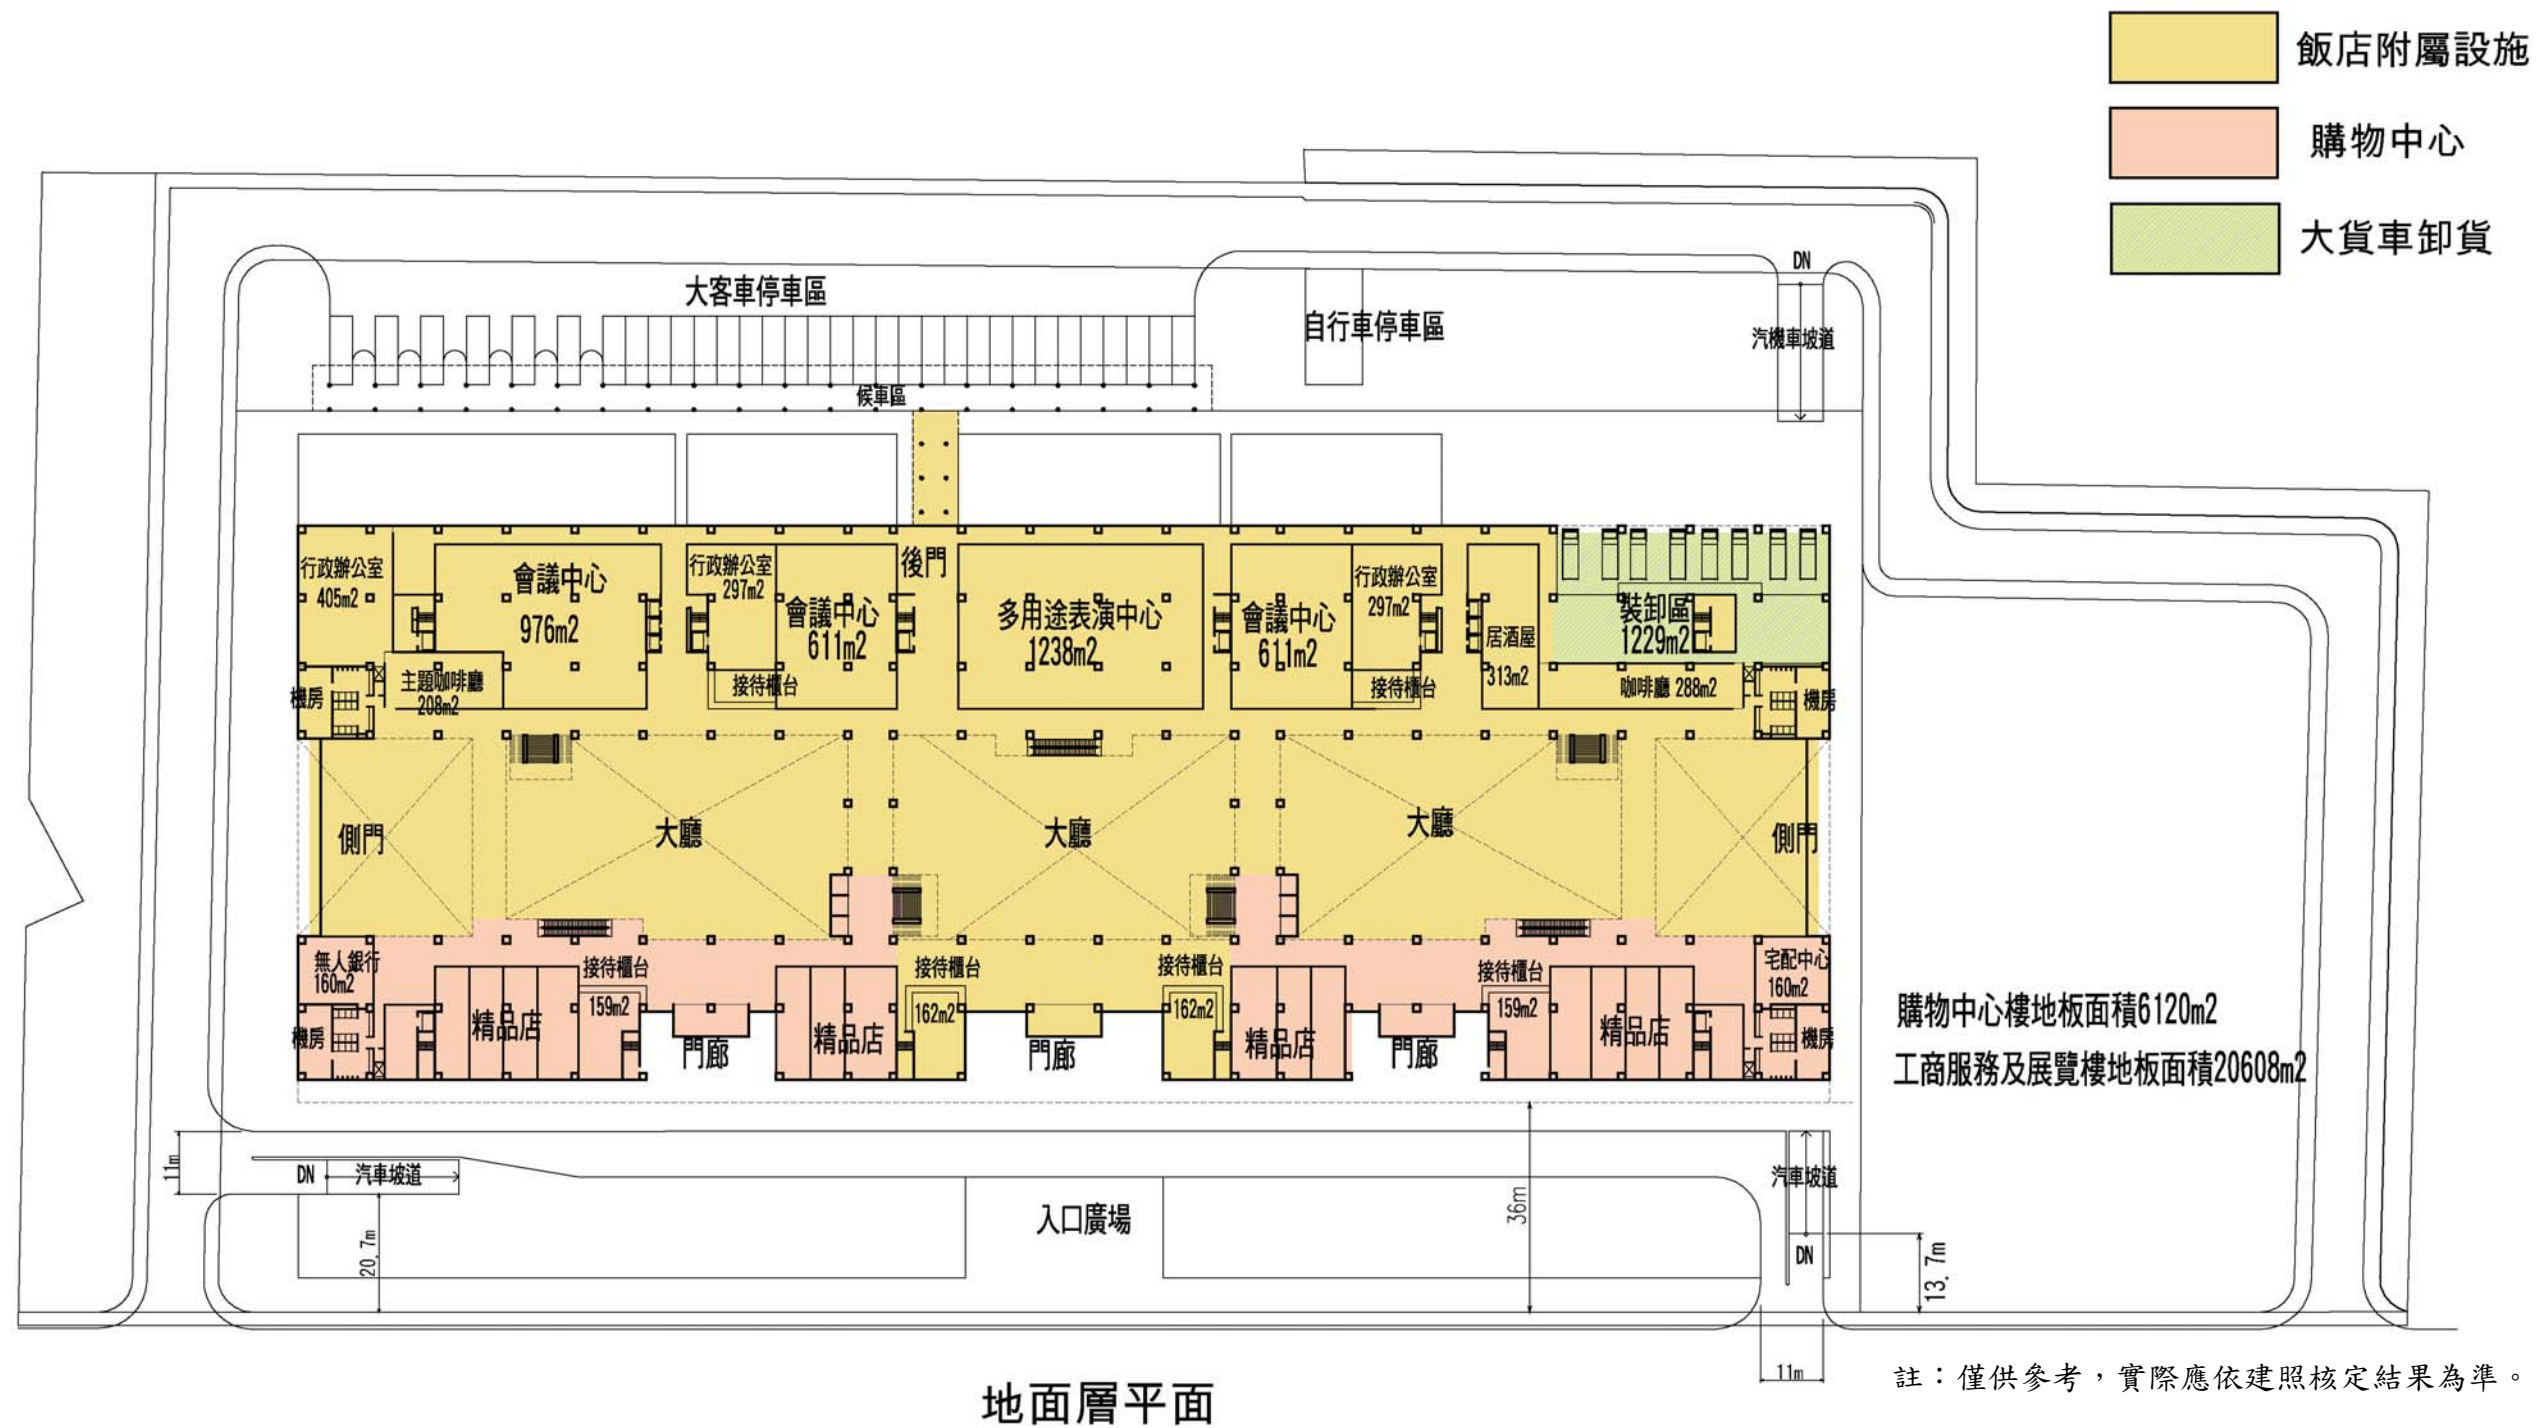 飯店附屬設施
購物中心
大貨車卸貨
大客車停車區
自行車停車區
DN
汽機車坡道
候車區
行政辦公室
405m2
會議中心
976m2
行政辦公室
297m2
會議中心
611m2
後門
多用途表演中心
1238m2
會議中心
611m2
行政辦公室
297m2
居酒屋
313m2
裝卸區
1229m2
機房
主題咖啡廳
208m2
接待櫃台
接待櫃台
咖啡廳 288m2
機房
側門
大廳
大廳
大廳
側門
無人銀行
160m2
接待櫃台
接待櫃台
接待櫃台
接待櫃台
宅配中心
160m2
機房
精品店
159m2
門廊
精品店
162m2
門廊
162m2
精品店
門廊
159m2
精品店
機房
購物中心樓地板面積6120m2
工商服務及展覽樓地板面積20608m2
11m
DN
汽車坡道
20.7m
入口廣場
36m
汽車坡道
DN
13.7m
11m
地面層平面
註：僅供參考，實際應依建照核定結果為準。